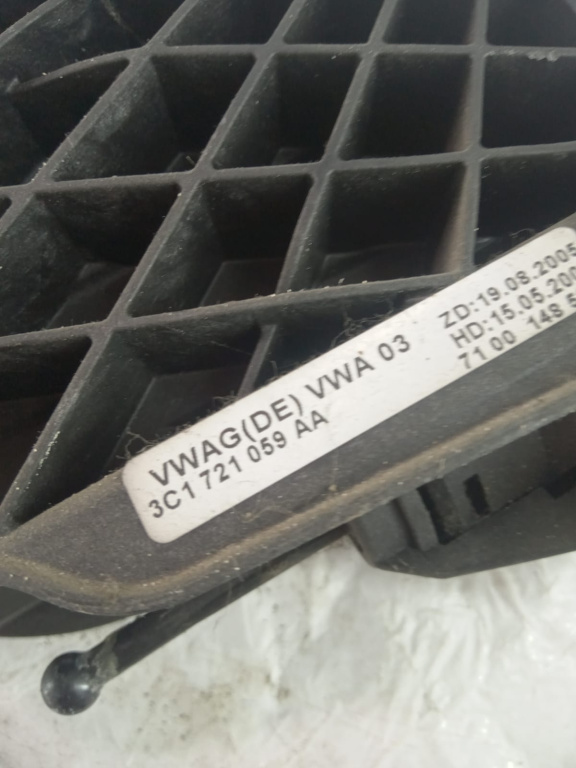 VWAG(DE) VWA 03
3C1 721 059 AA
ZD:19.08.2005
HD:15.05.200
71 00 148 5